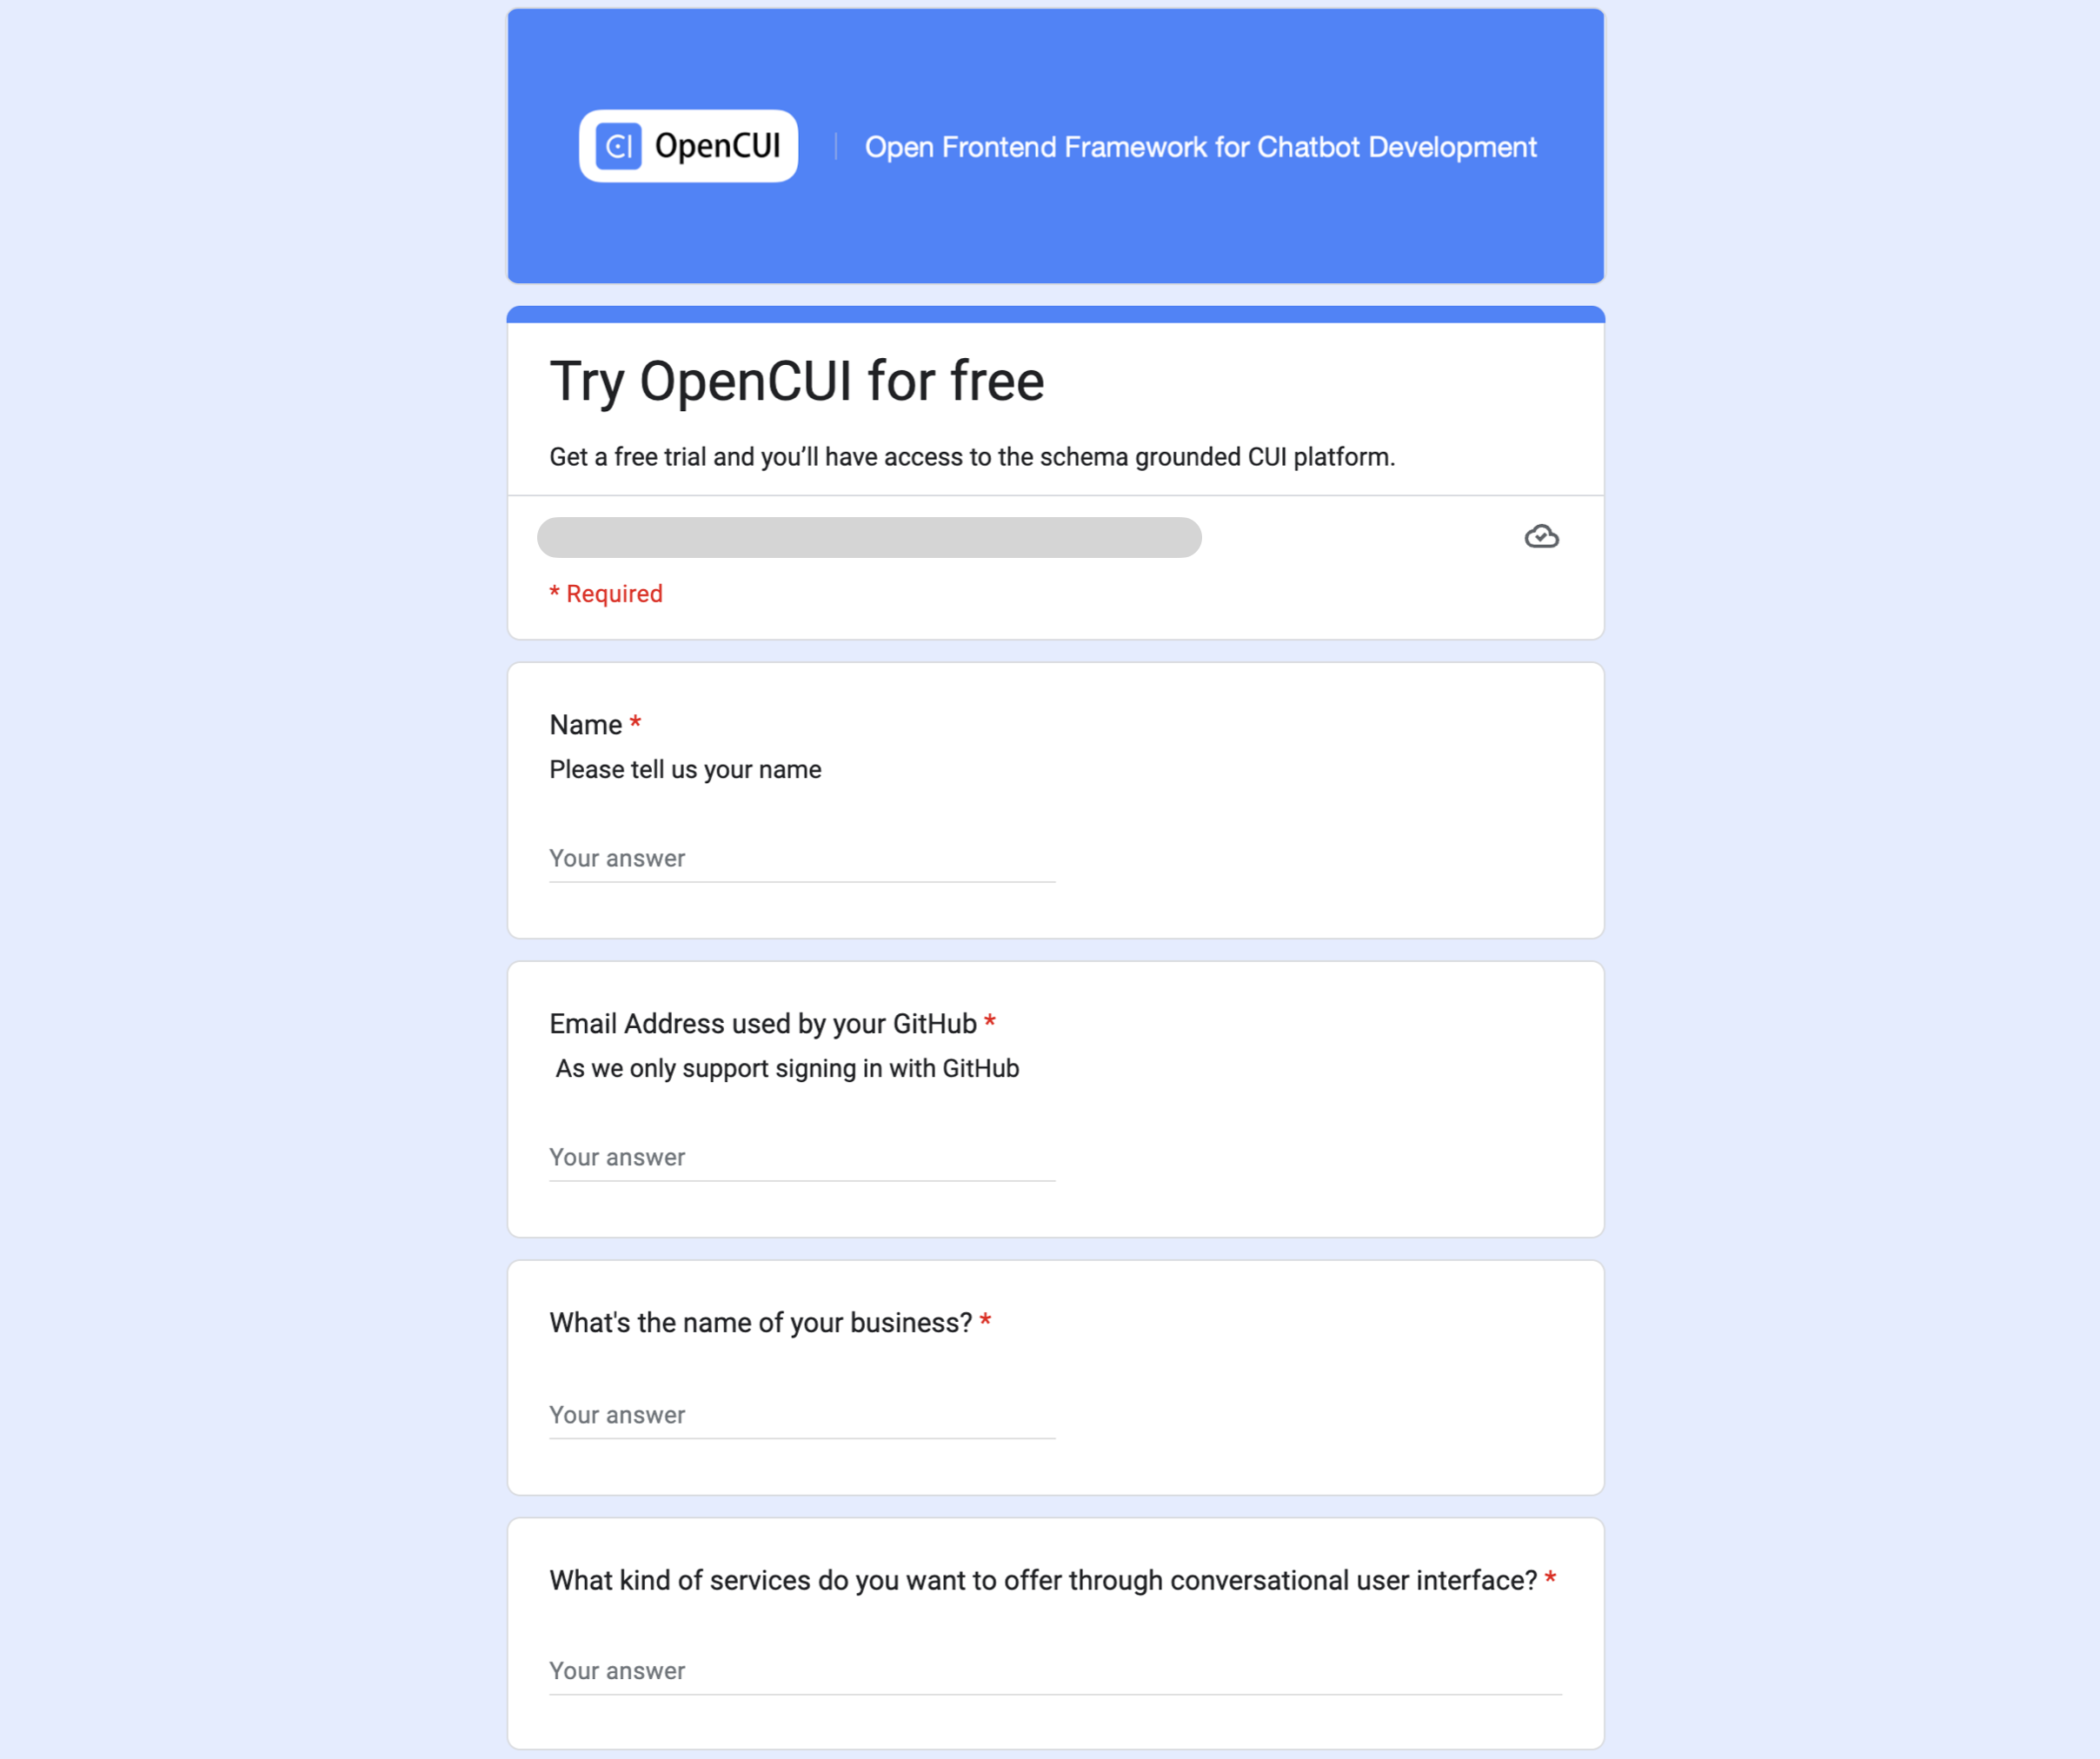 CI OpenCUI | Open Frontend Framework for Chatbot Development
Try OpenCUI for free
Get a free trial and you’ll have access to the schema grounded CUI platform.
* Required
Name *
Please tell us your name
Your answer
Email Address used by your GitHub *
As we only support signing in with GitHub
Your answer
What's the name of your business? *
Your answer
What kind of services do you want to offer through conversational user interface? *
Your answer